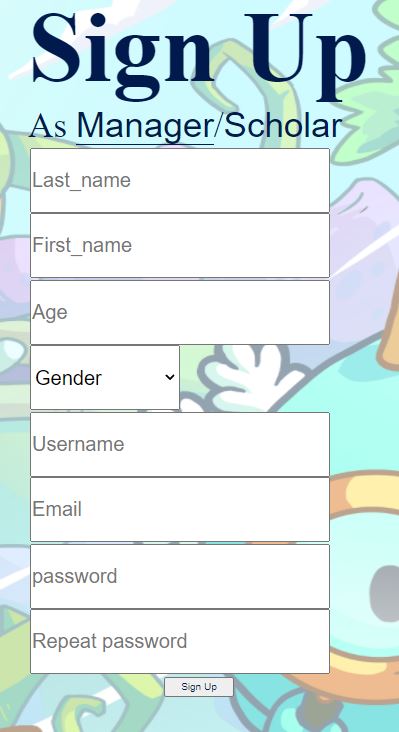 Sign Up
As Manager/Scholar
Last_name
First_name
Age
Gender
Username
Email
password
Repeat password
Sign Up